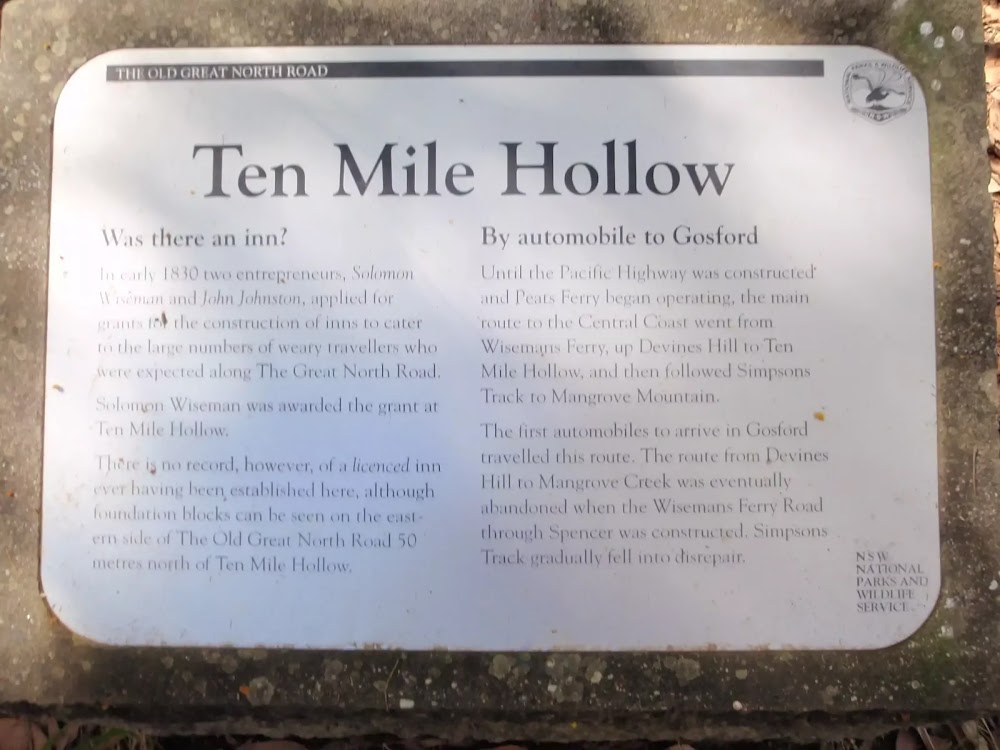 THE OLD GREAT NORTH ROAD
Ten Mile Hollow
Was there an inn?
In early 1830 two entrepreneurs, Solomon
Wiseman and John Johnston, applied for
grants for the construction of inns to cater
to the large numbers of weary travellers who
were expected along The Great North Road.
Solomon Wiseman was awarded the grant at
Ten Mile Hollow.
There is no record, however, of a licenced inn
ever having been established here, although
foundation blocks can be seen on the east-
ern side of The Old Great North Road 50
metres north of Ten Mile Hollow.
By automobile to Gosford
Until the Pacific Highway was constructed
and Peats Ferry began operating, the main
route to the Central Coast went from
Wisemans Ferry, up Devines Hill to Ten
Mile Hollow, and then followed Simpsons
Track to Mangrove Mountain.
The first automobiles to arrive in Gosford
travelled this route. The route from Devines
Hill to Mangrove Creek was eventually
abandoned when the Wisemans Ferry Road
through Spencer was constructed. Simpsons
Track gradually fell into disrepair.
NSW
NATIONAL
PARKS AND
WILDLIFE
SERVICE